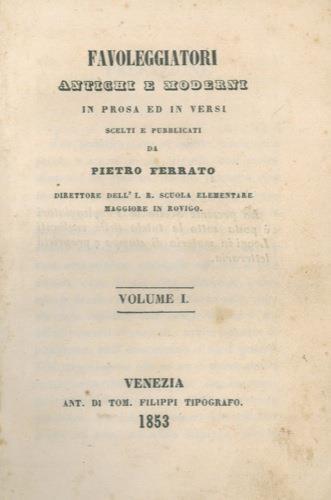 FAVOLEGGIATORI
ANTICHI E MODERNI
IN PROSA ED IN VERSI
SCELTI E PUBBLICATI
DA
PIETRO FERRATO
DIRETTORE DELL' I. R. SCUOLA ELEMENTARE
MAGGIORE IN ROVIGO.
VOLUME I.
VENEZIA
ANT. DI TOM. FILIPPI TIPOGRAFO.
1853